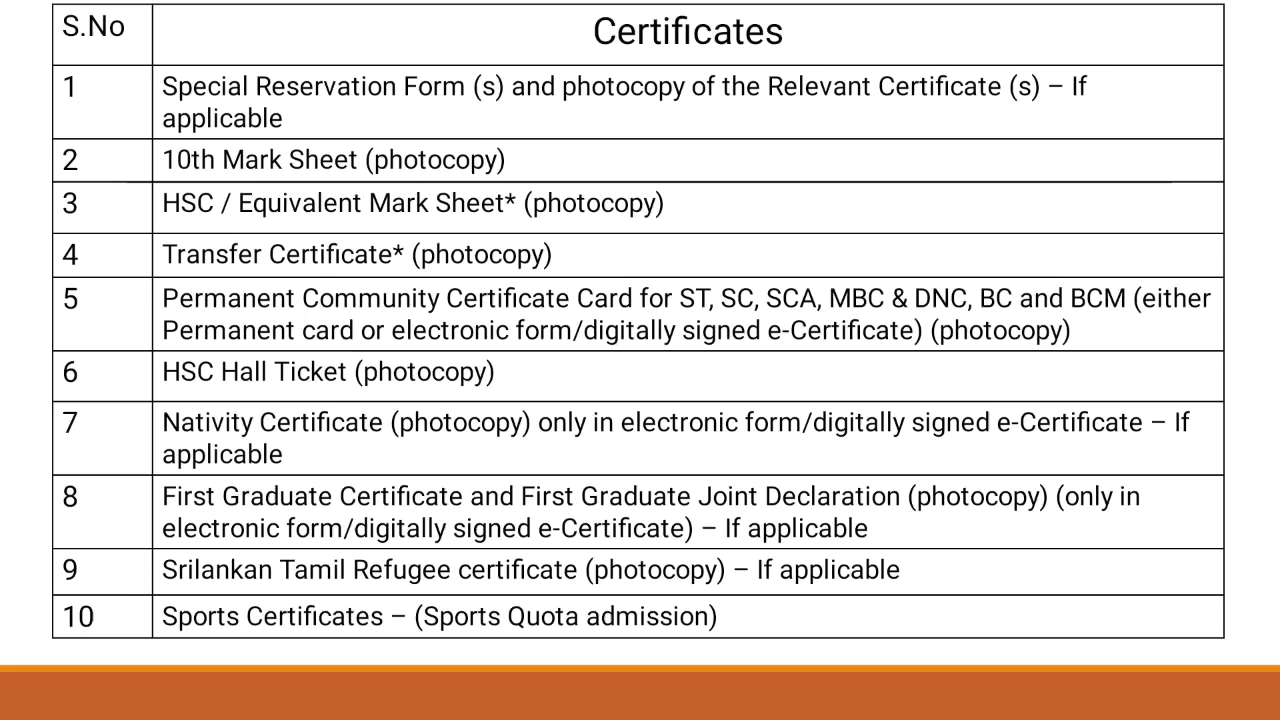 S.No
Certificates
1
Special Reservation Form (s) and photocopy of the Relevant Certificate (s) – If
applicable
2
10th Mark Sheet (photocopy)
3
HSC / Equivalent Mark Sheet* (photocopy)
4
Transfer Certificate* (photocopy)
5
Permanent Community Certificate Card for ST, SC, SCA, MBC & DNC, BC and BCM (either
Permanent card or electronic form/digitally signed e-Certificate) (photocopy)
6
HSC Hall Ticket (photocopy)
7
Nativity Certificate (photocopy) only in electronic form/digitally signed e-Certificate – If
applicable
8
First Graduate Certificate and First Graduate Joint Declaration (photocopy) (only in
electronic form/digitally signed e-Certificate) – If applicable
9
Srilankan Tamil Refugee certificate (photocopy) – If applicable
10
Sports Certificates – (Sports Quota admission)